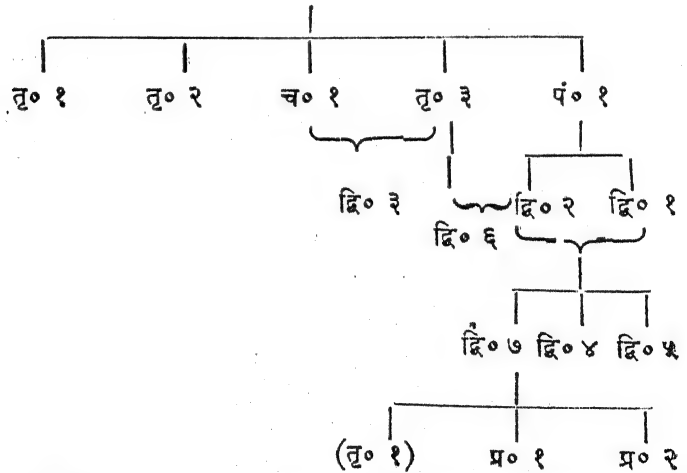 तृ० १ तृ० २ च० १ तृ० ३ पं० १
द्वि० ३ द्वि० २ द्वि० १
द्वि० ६
द्वि० ७ द्वि० ४ द्वि० ५
(तृ० १) प्र० १ प्र० २